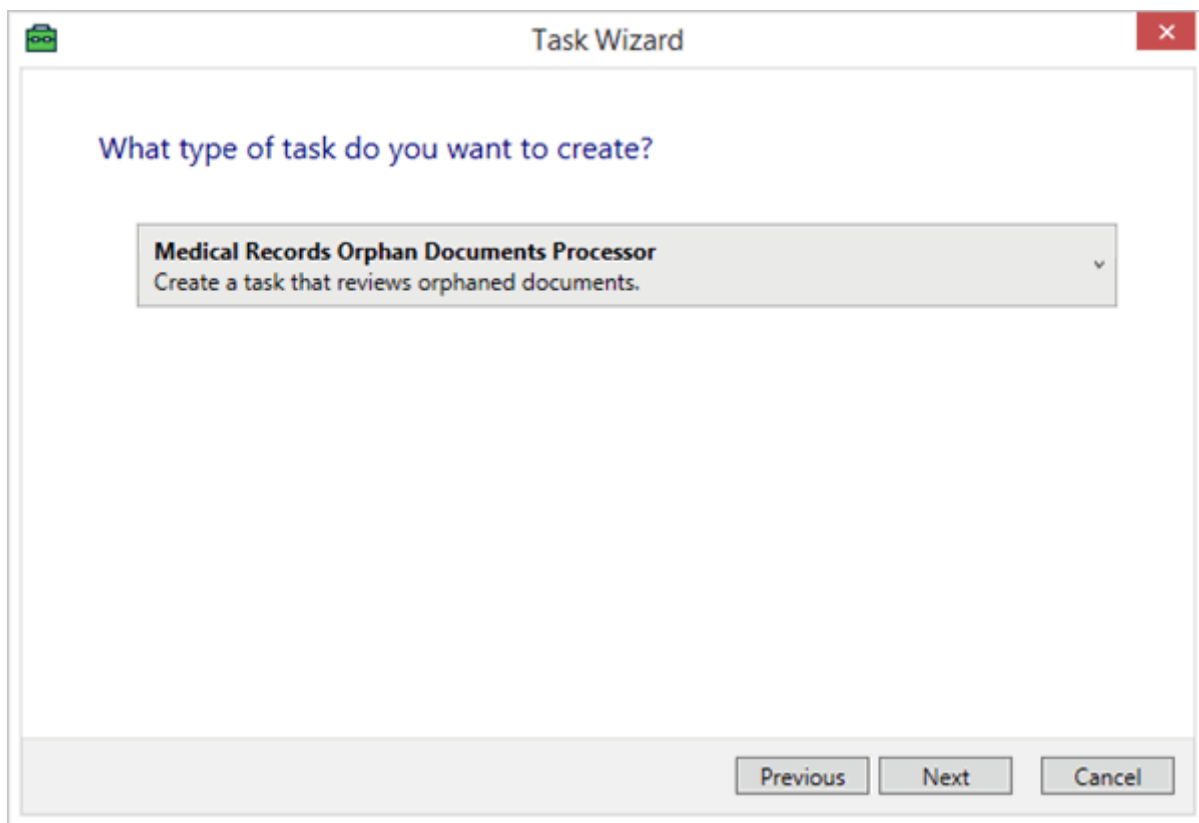 Task Wizard
What type of task do you want to create?
Medical Records Orphan Documents Processor
Create a task that reviews orphaned documents.
Previous
Next
Cancel